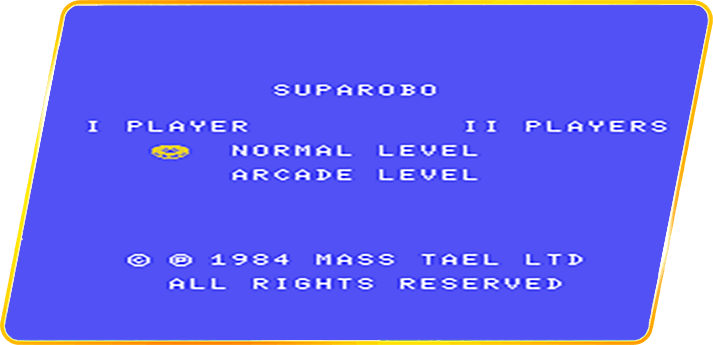 SUPAROBO
I PLAYER II PLAYERS
NORMAL LEVEL
ARCADE LEVEL
© ℗ 1984 MASS TAEL LTD
ALL RIGHTS RESERVED